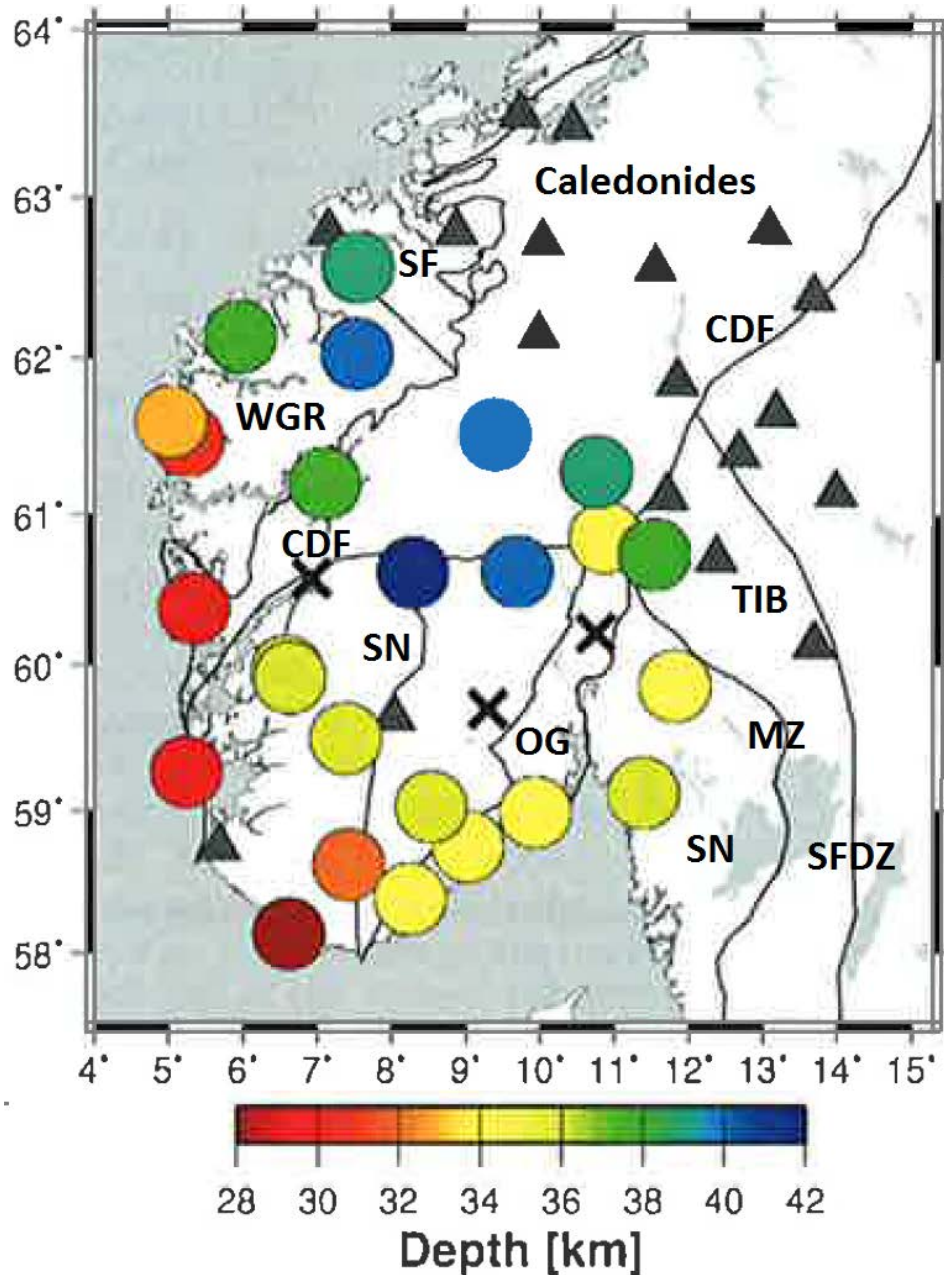 64°
Caledonides
63°
SF
CDF
62°
WGR
61°
CDF
TIB
SN
60°
OG
MZ
59°
SN
SFDZ
58°
4° 5° 6° 7° 8° 9° 10° 11° 12° 13° 14° 15°
28 30 32 34 36 38 40 42
Depth [km]